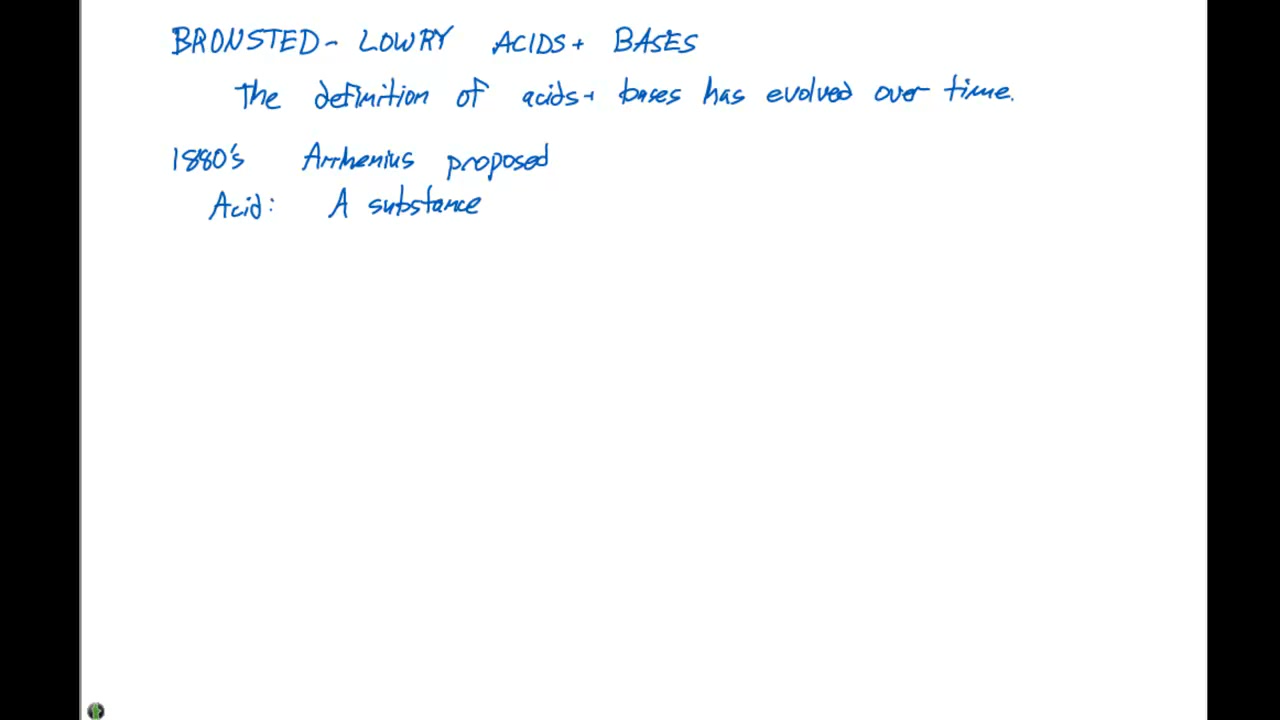 BRONSTED- LOWRY ACIDS+ BASES
The definition of acids+ bases has evolved over time.
1880's Arrhenius proposed
Acid: A substance